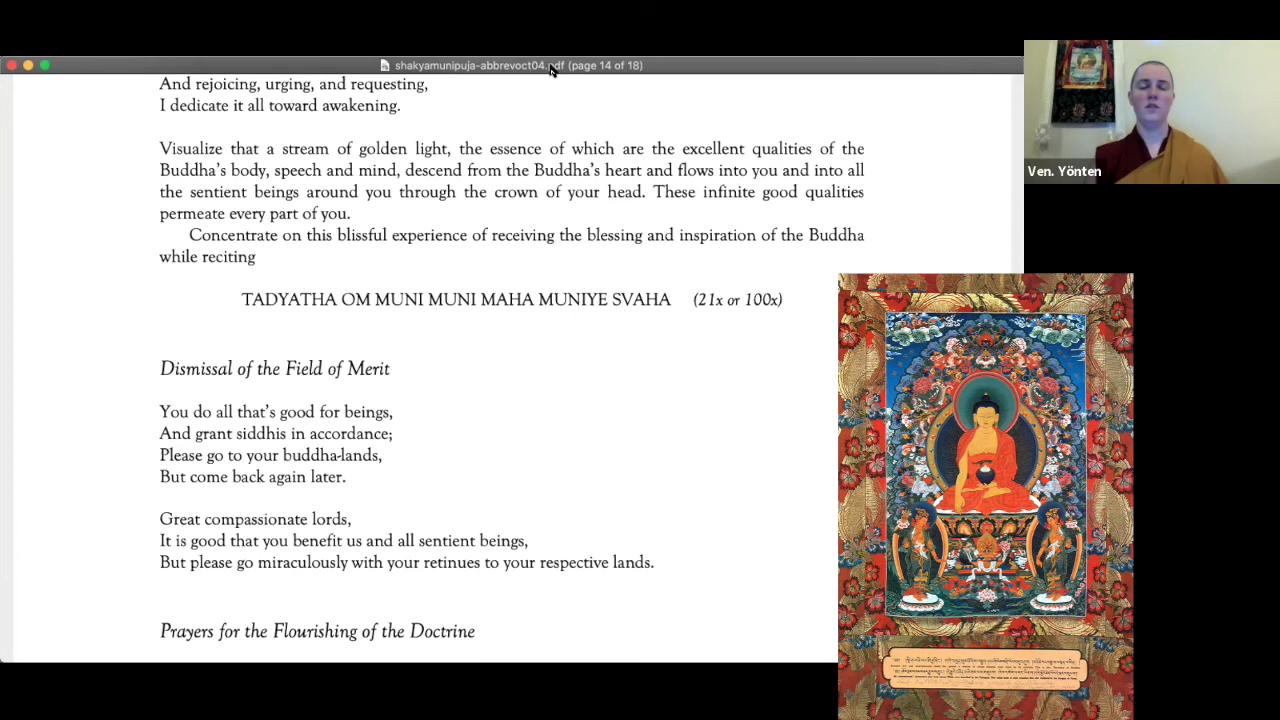 shakyamunipuja-abbrevoct04.pdf (page 14 of 18)
And rejoicing, urging, and requesting,
I dedicate it all toward awakening.
Visualize that a stream of golden light, the essence of which are the excellent qualities of the
Buddha's body, speech and mind, descend from the Buddha's heart and flows into you and into all
the sentient beings around you through the crown of your head. These infinite good qualities
permeate every part of you.
Concentrate on this blissful experience of receiving the blessing and inspiration of the Buddha
while reciting
TADYATHA OM MUNI MUNI MAHA MUNIYE SVAHA (21x or 100x)
Dismissal of the Field of Merit
You do all that's good for beings,
And grant siddhis in accordance;
Please go to your buddha-lands,
But come back again later.
Great compassionate lords,
It is good that you benefit us and all sentient beings,
But please go miraculously with your retinues to your respective lands.
Prayers for the Flourishing of the Doctrine
Ven. Yönten